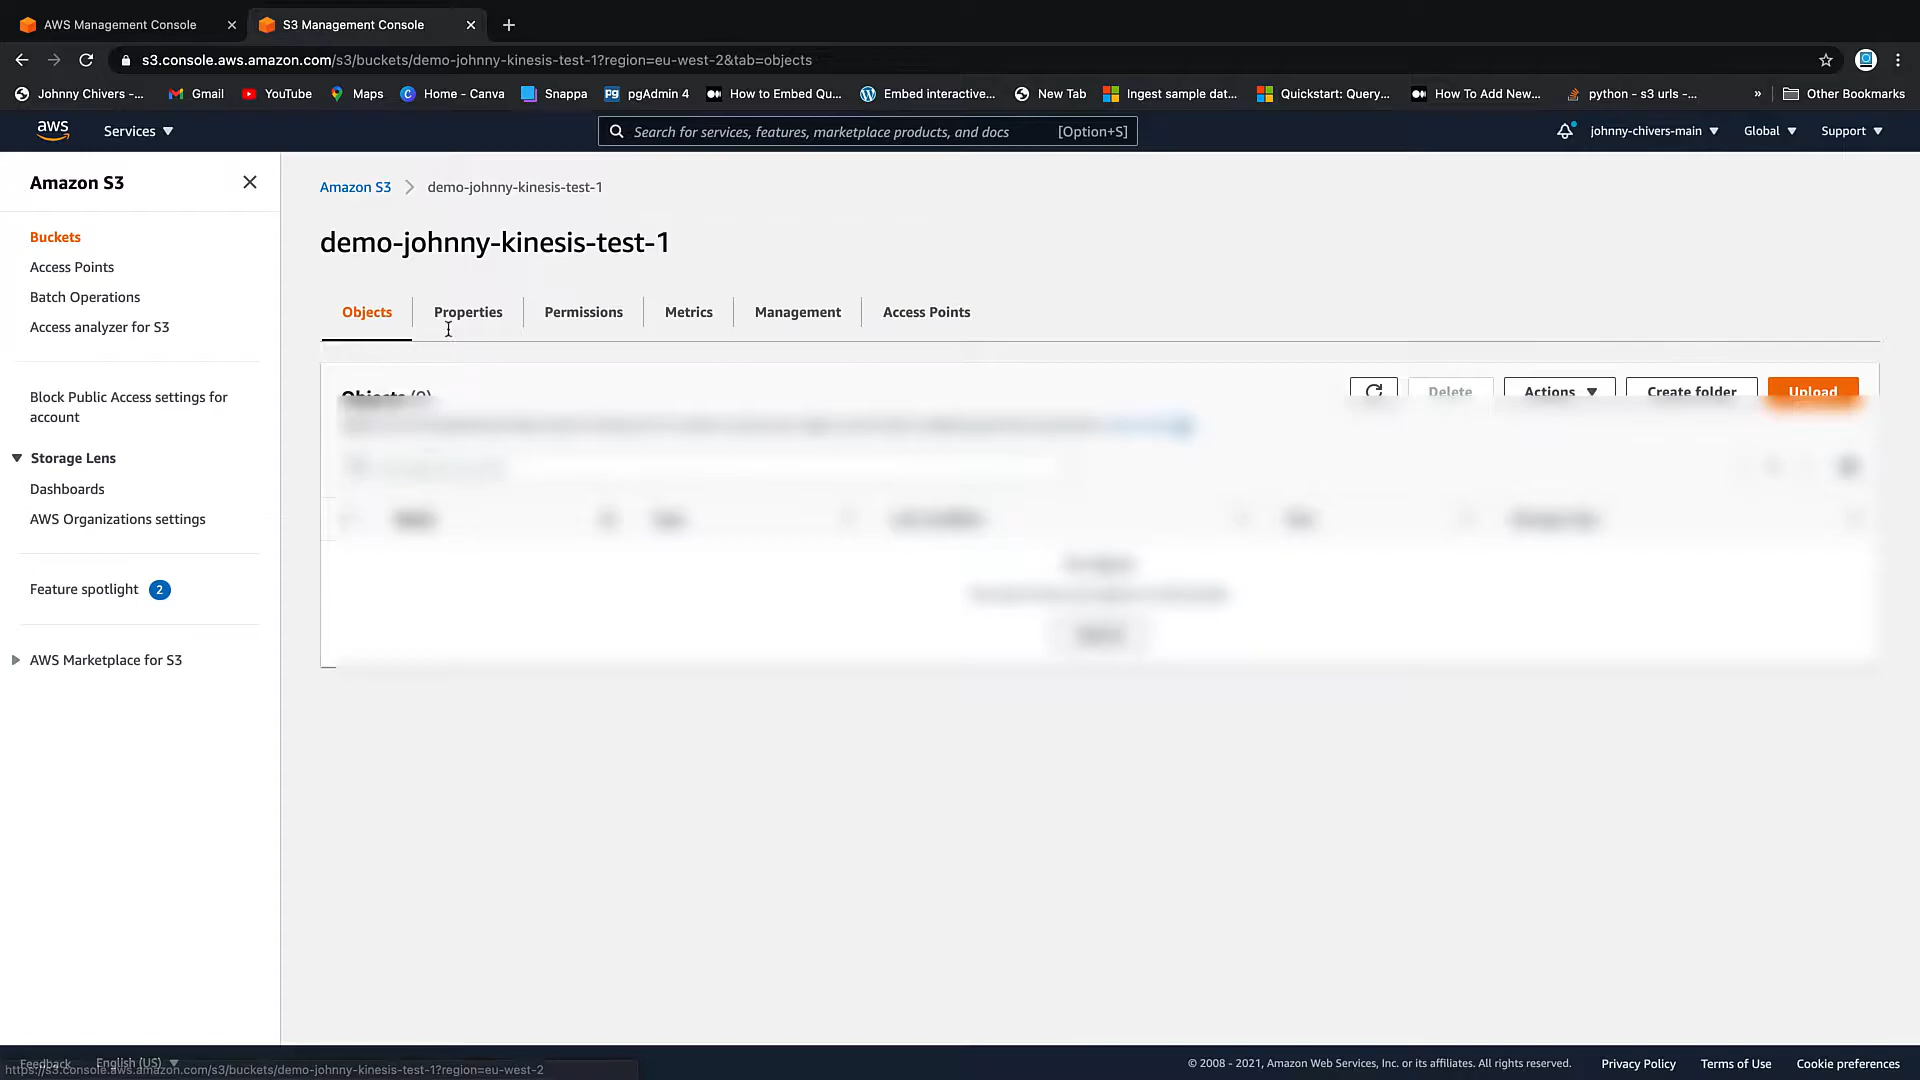 AWS Management Console
S3 Management Console
s3.console.aws.amazon.com/s3/buckets/demo-johnny-kinesis-test-1?region=eu-west-2&tab=objects
Johnny Chivers -...
Gmail
YouTube
Maps
Home - Canva
Snappa
pgAdmin 4
How to Embed Qu...
Embed interactive...
New Tab
Ingest sample dat...
Quickstart: Query...
How To Add New...
python - s3 urls -...
»
Other Bookmarks
aws
Services
Search for services, features, marketplace products, and docs
[Option+S]
johnny-chivers-main
Global
Support
Amazon S3
Buckets
Access Points
Batch Operations
Access analyzer for S3
Block Public Access settings for
account
Storage Lens
Dashboards
AWS Organizations settings
Feature spotlight 2
AWS Marketplace for S3
Amazon S3 > demo-johnny-kinesis-test-1
demo-johnny-kinesis-test-1
Objects
Properties
Permissions
Metrics
Management
Access Points
Objects (0)
Delete
Actions
Create folder
Upload
Feedback
English (US)
https://s3.console.aws.amazon.com/s3/buckets/demo-johnny-kinesis-test-1?region=eu-west-2
© 2008 - 2021, Amazon Web Services, Inc. or its affiliates. All rights reserved.
Privacy Policy
Terms of Use
Cookie preferences